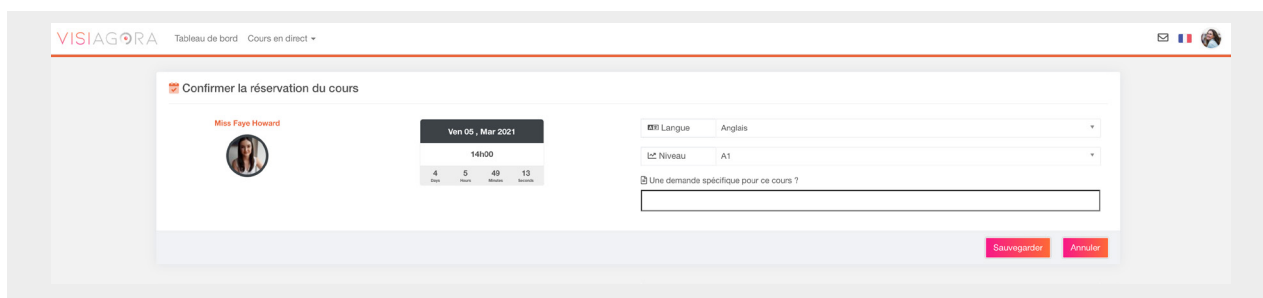 VISIAGORA Tableau de bord Cours en direct
Confirmer la réservation du cours
Miss Faye Howard
Ven 05 , Mar 2021
14h00
4 5 49 13
Days Hours Minutes Seconds
Langue Anglais
Niveau A1
Une demande spécifique pour ce cours ?
Sauvegarder Annuler